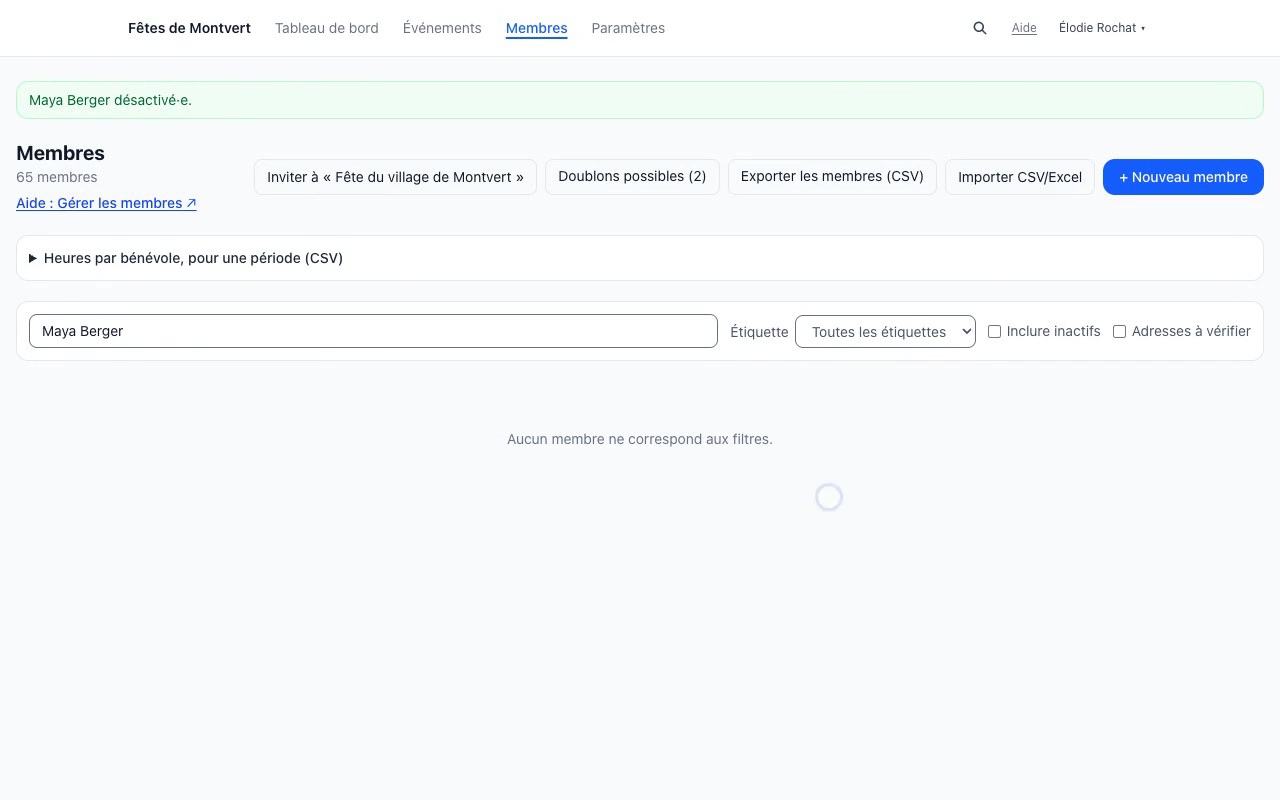 Fêtes de Montvert Tableau de bord Événements Membres Paramètres Aide Élodie Rochat
Maya Berger désactivé·e.
Membres
65 membres
Aide : Gérer les membres ↗
Inviter à « Fête du village de Montvert » Doublons possibles (2) Exporter les membres (CSV) Importer CSV/Excel + Nouveau membre
Heures par bénévole, pour une période (CSV)
Maya Berger Étiquette Toutes les étiquettes Inclure inactifs Adresses à vérifier
Aucun membre ne correspond aux filtres.